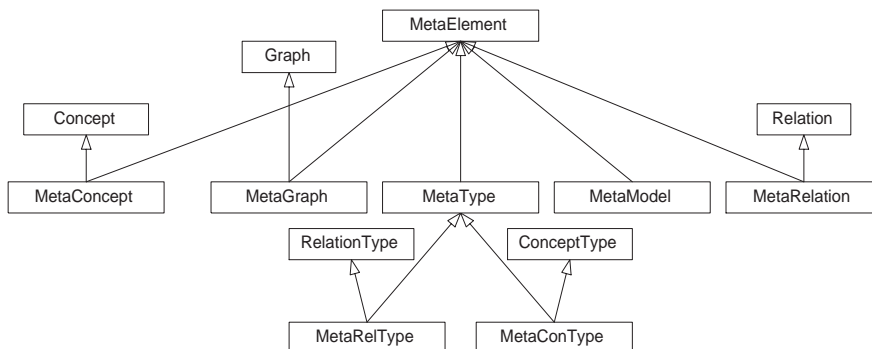 MetaElement
Graph
Concept
Relation
MetaConcept
MetaGraph
MetaType
MetaModel
MetaRelation
RelationType
ConceptType
MetaRelType
MetaConType